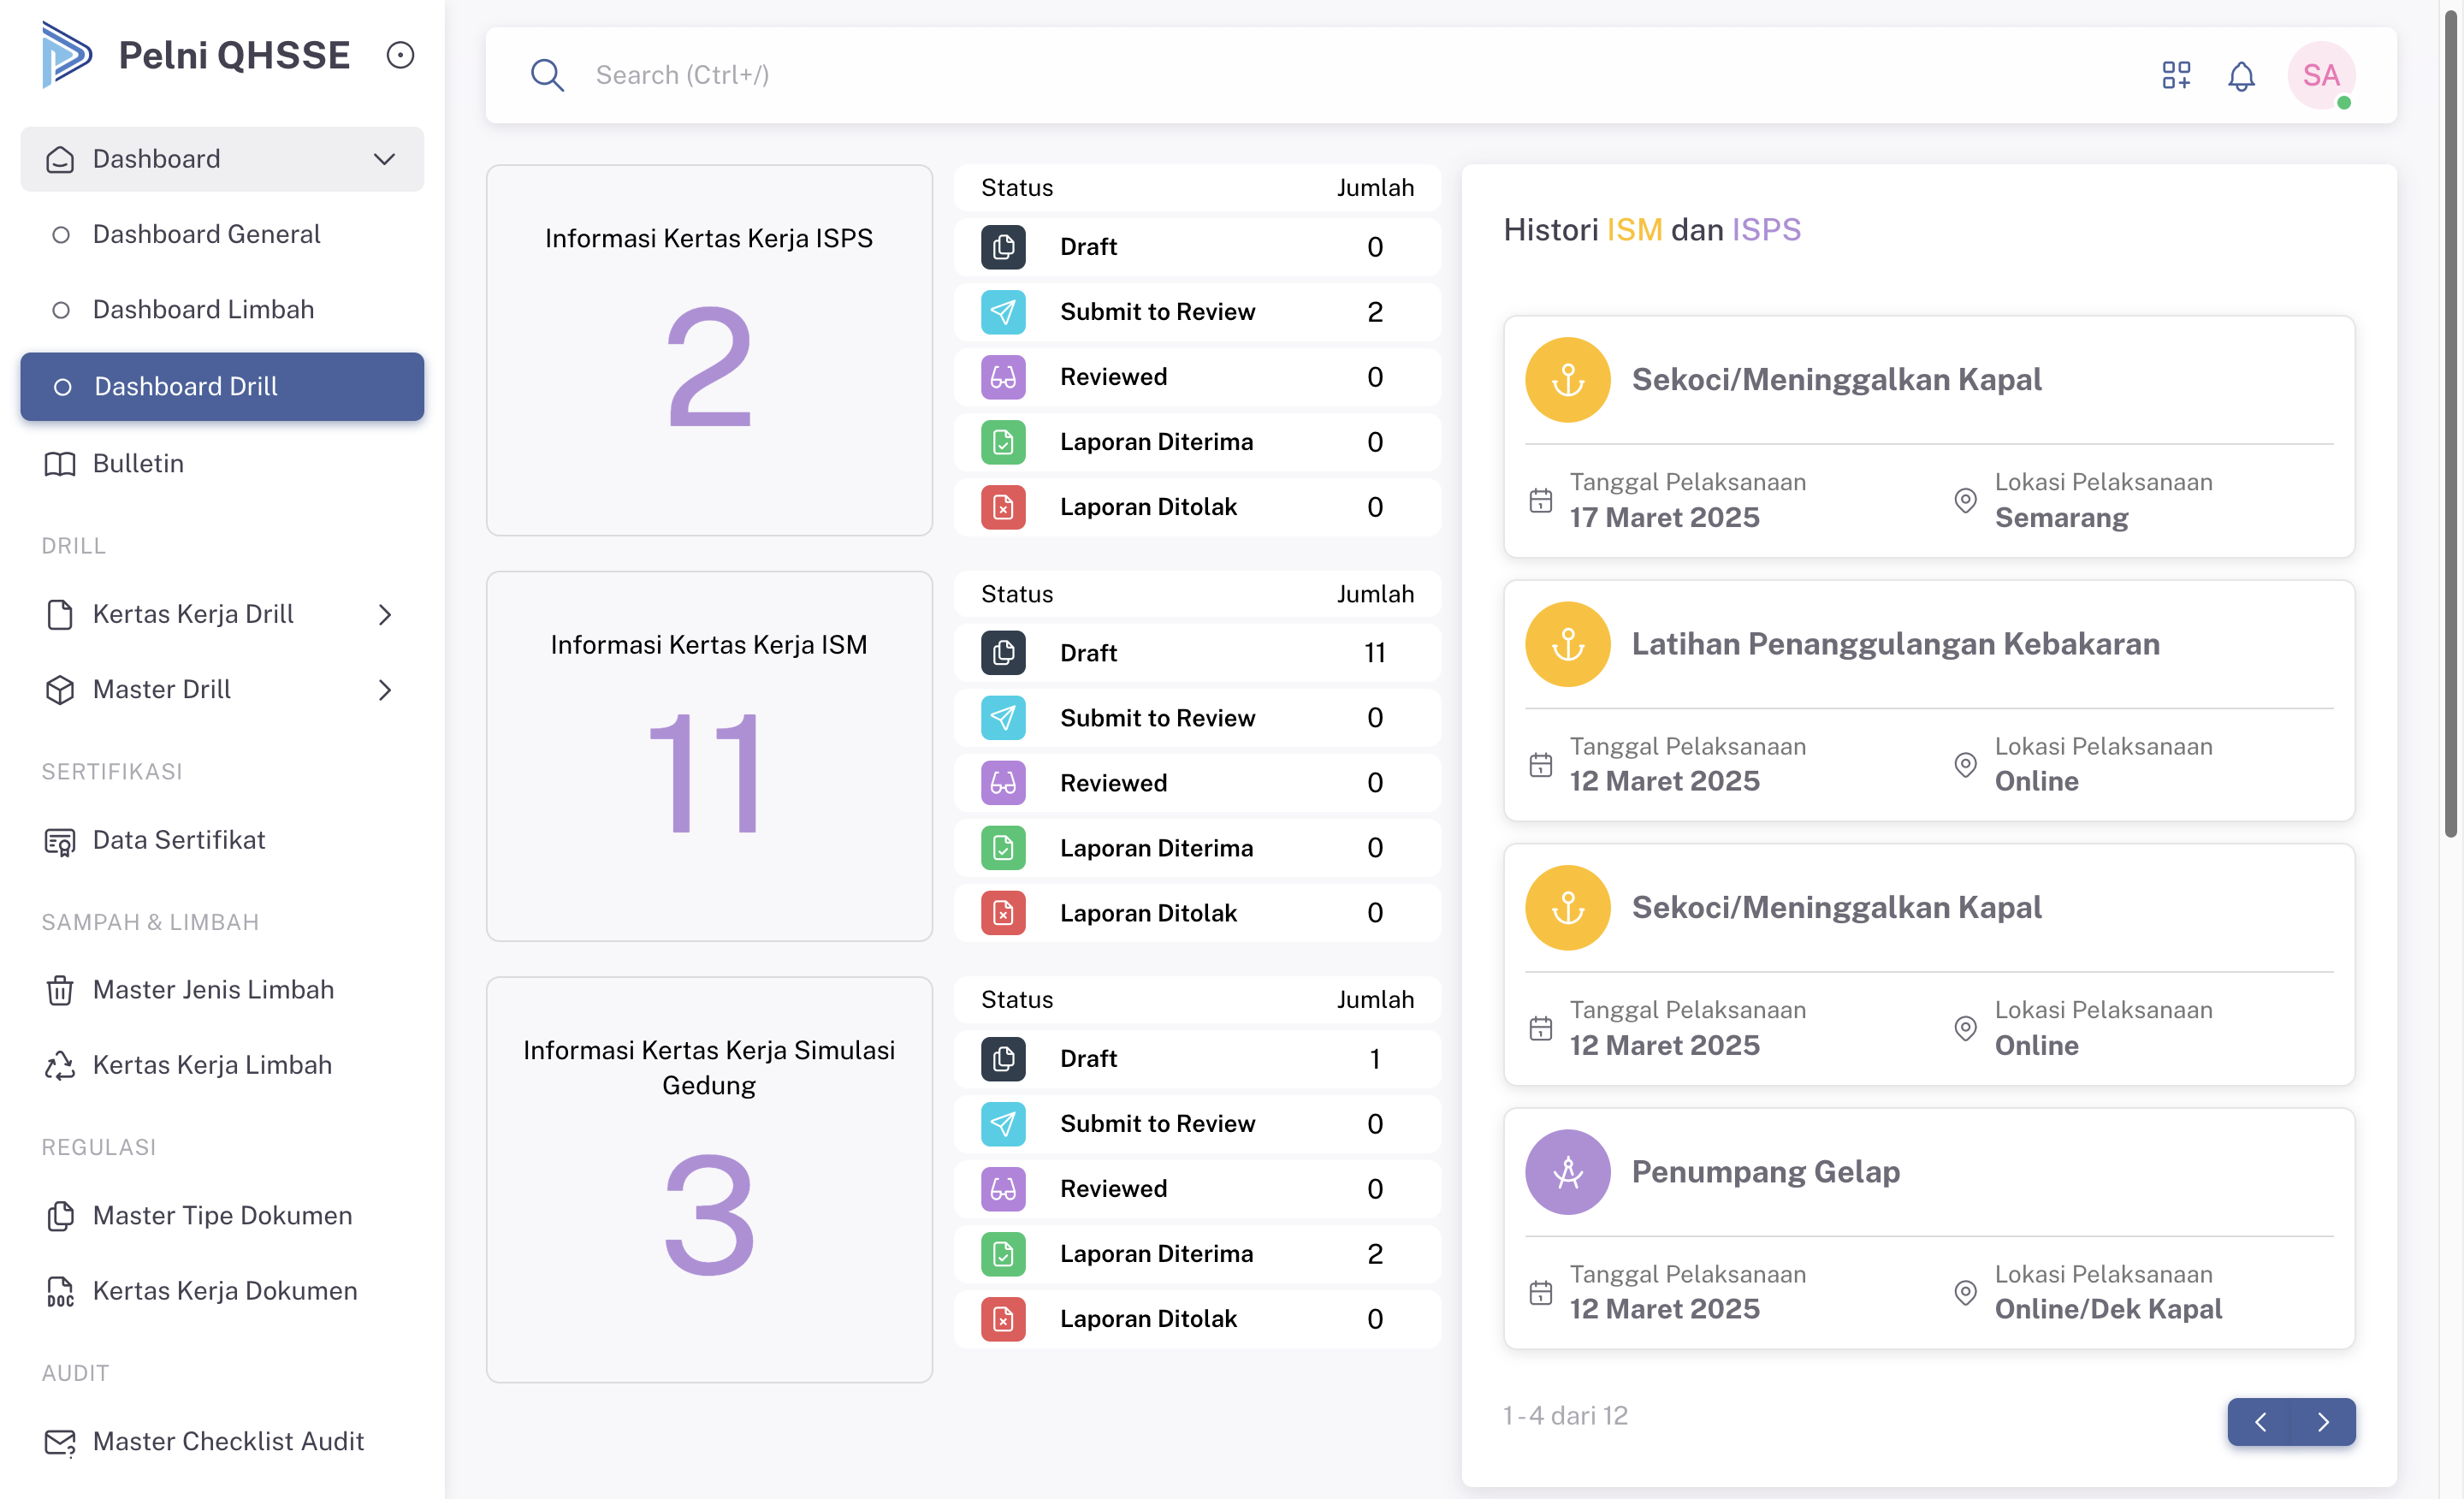 Pelni QHSSE
Dashboard
Dashboard General
Dashboard Limbah
Dashboard Drill
Bulletin
DRILL
Kertas Kerja Drill
Master Drill
SERTIFIKASI
Data Sertifikat
SAMPAH & LIMBAH
Master Jenis Limbah
Kertas Kerja Limbah
REGULASI
Master Tipe Dokumen
DOC
Kertas Kerja Dokumen
AUDIT
Master Checklist Audit
Search (Ctrl+/)
SA
Informasi Kertas Kerja ISPS
2
Status Jumlah
Draft 0
Submit to Review 2
Reviewed 0
Laporan Diterima 0
Laporan Ditolak 0
Informasi Kertas Kerja ISM
11
Status Jumlah
Draft 11
Submit to Review 0
Reviewed 0
Laporan Diterima 0
Laporan Ditolak 0
Informasi Kertas Kerja Simulasi
Gedung
3
Status Jumlah
Draft 1
Submit to Review 0
Reviewed 0
Laporan Diterima 2
Laporan Ditolak 0
Histori ISM dan ISPS
Sekoci/Meninggalkan Kapal
Tanggal Pelaksanaan
17 Maret 2025
Lokasi Pelaksanaan
Semarang
Latihan Penanggulangan Kebakaran
Tanggal Pelaksanaan
12 Maret 2025
Lokasi Pelaksanaan
Online
Sekoci/Meninggalkan Kapal
Tanggal Pelaksanaan
12 Maret 2025
Lokasi Pelaksanaan
Online
Penumpang Gelap
Tanggal Pelaksanaan
12 Maret 2025
Lokasi Pelaksanaan
Online/Dek Kapal
1 - 4 dari 12